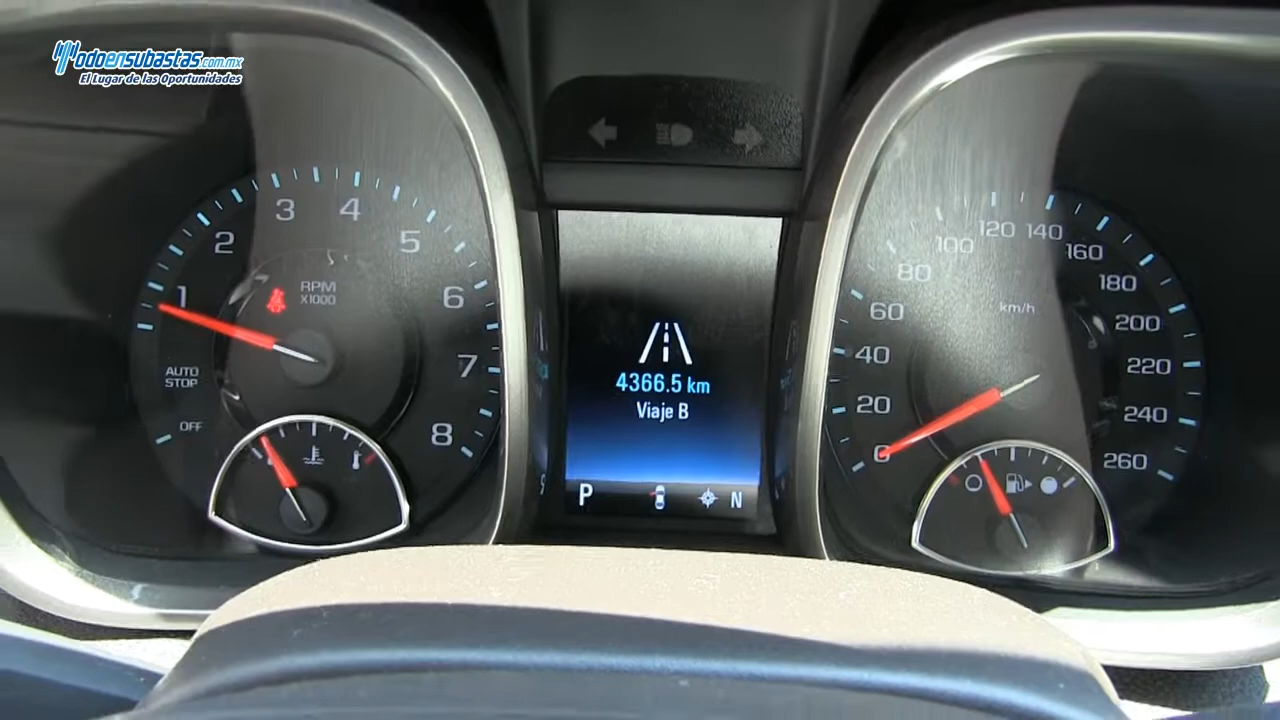 Todoensubastas.com.mx
El Lugar de las Oportunidades
1
2
3
4
5
6
7
8
RPM
X1000
AUTO
STOP
OFF
4366.5 km
Viaje B
P
N
0
20
40
60
80
100
120
140
160
180
200
220
240
260
km/h